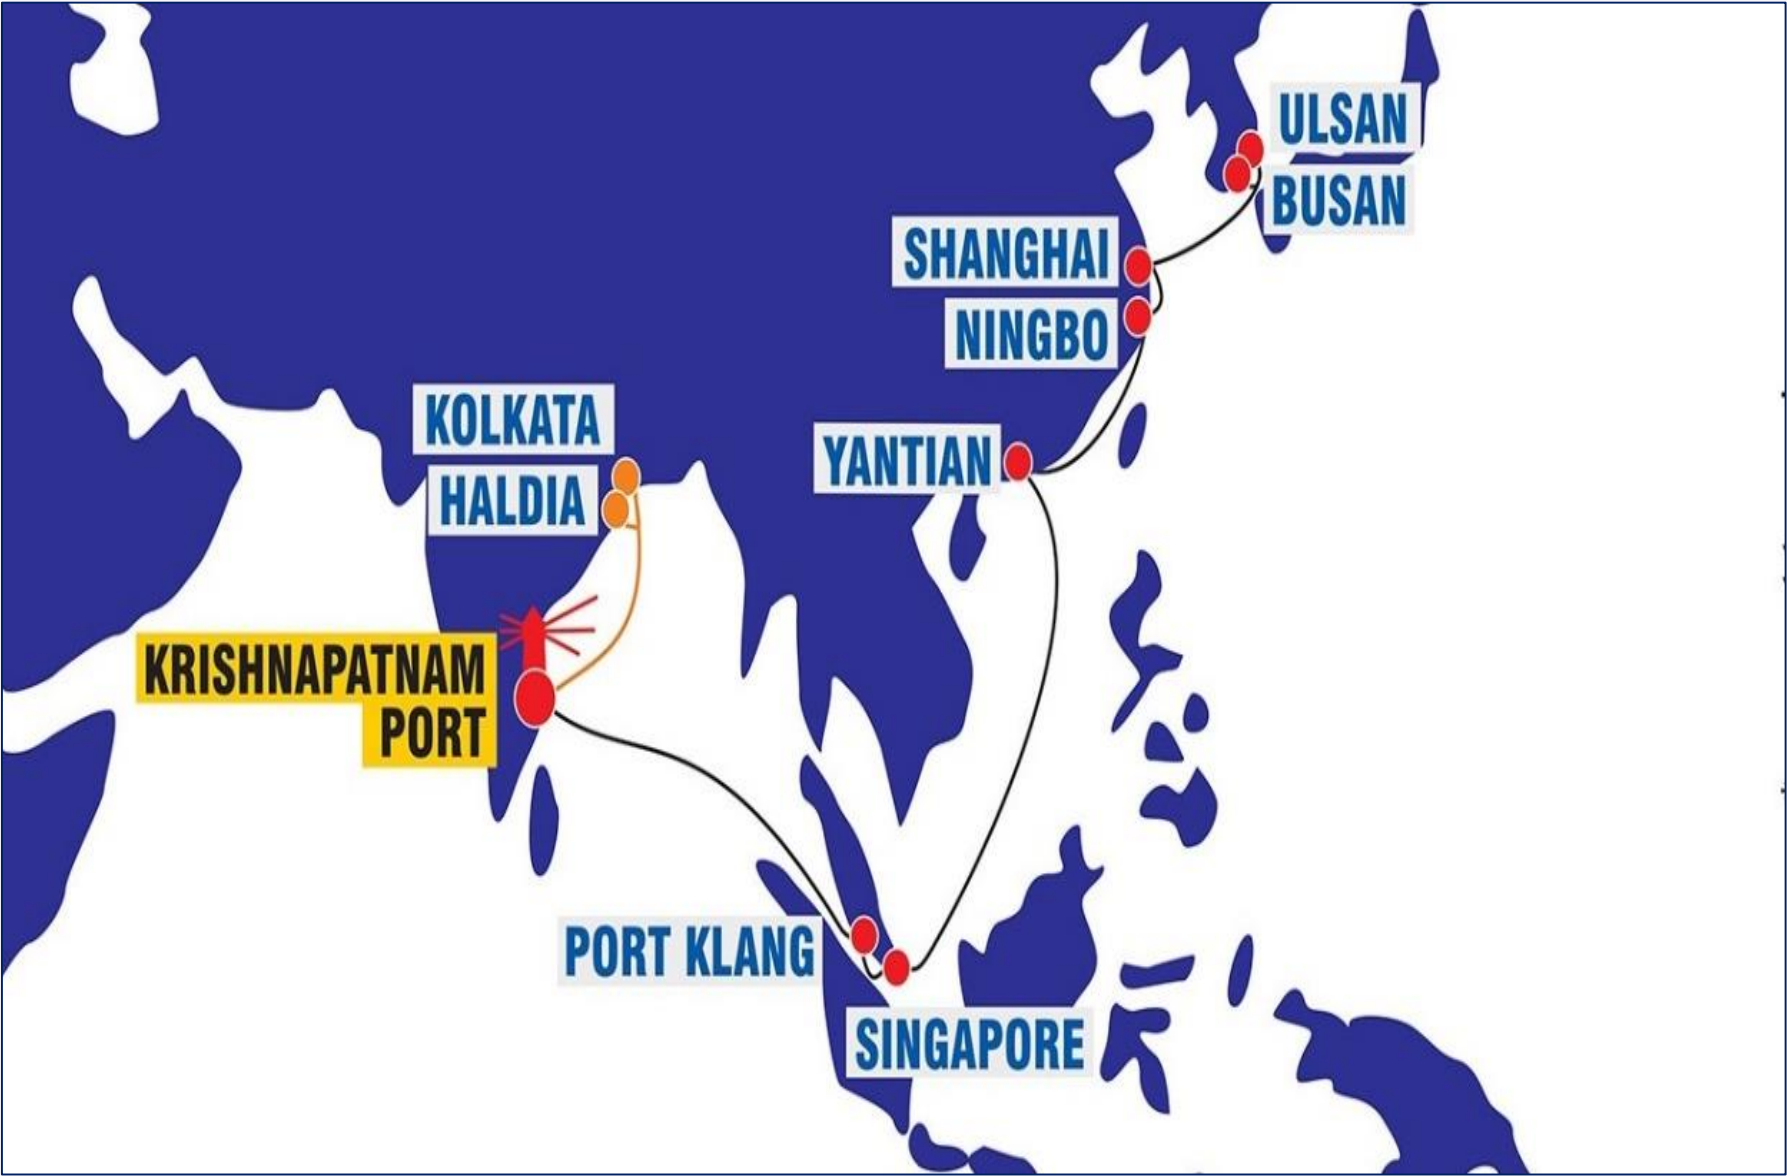 ULSAN
BUSAN
SHANGHAI
NINGBO
KOLKATA
HALDIA
YANTIAN
KRISHNAPATNAM
PORT
PORT KLANG
SINGAPORE